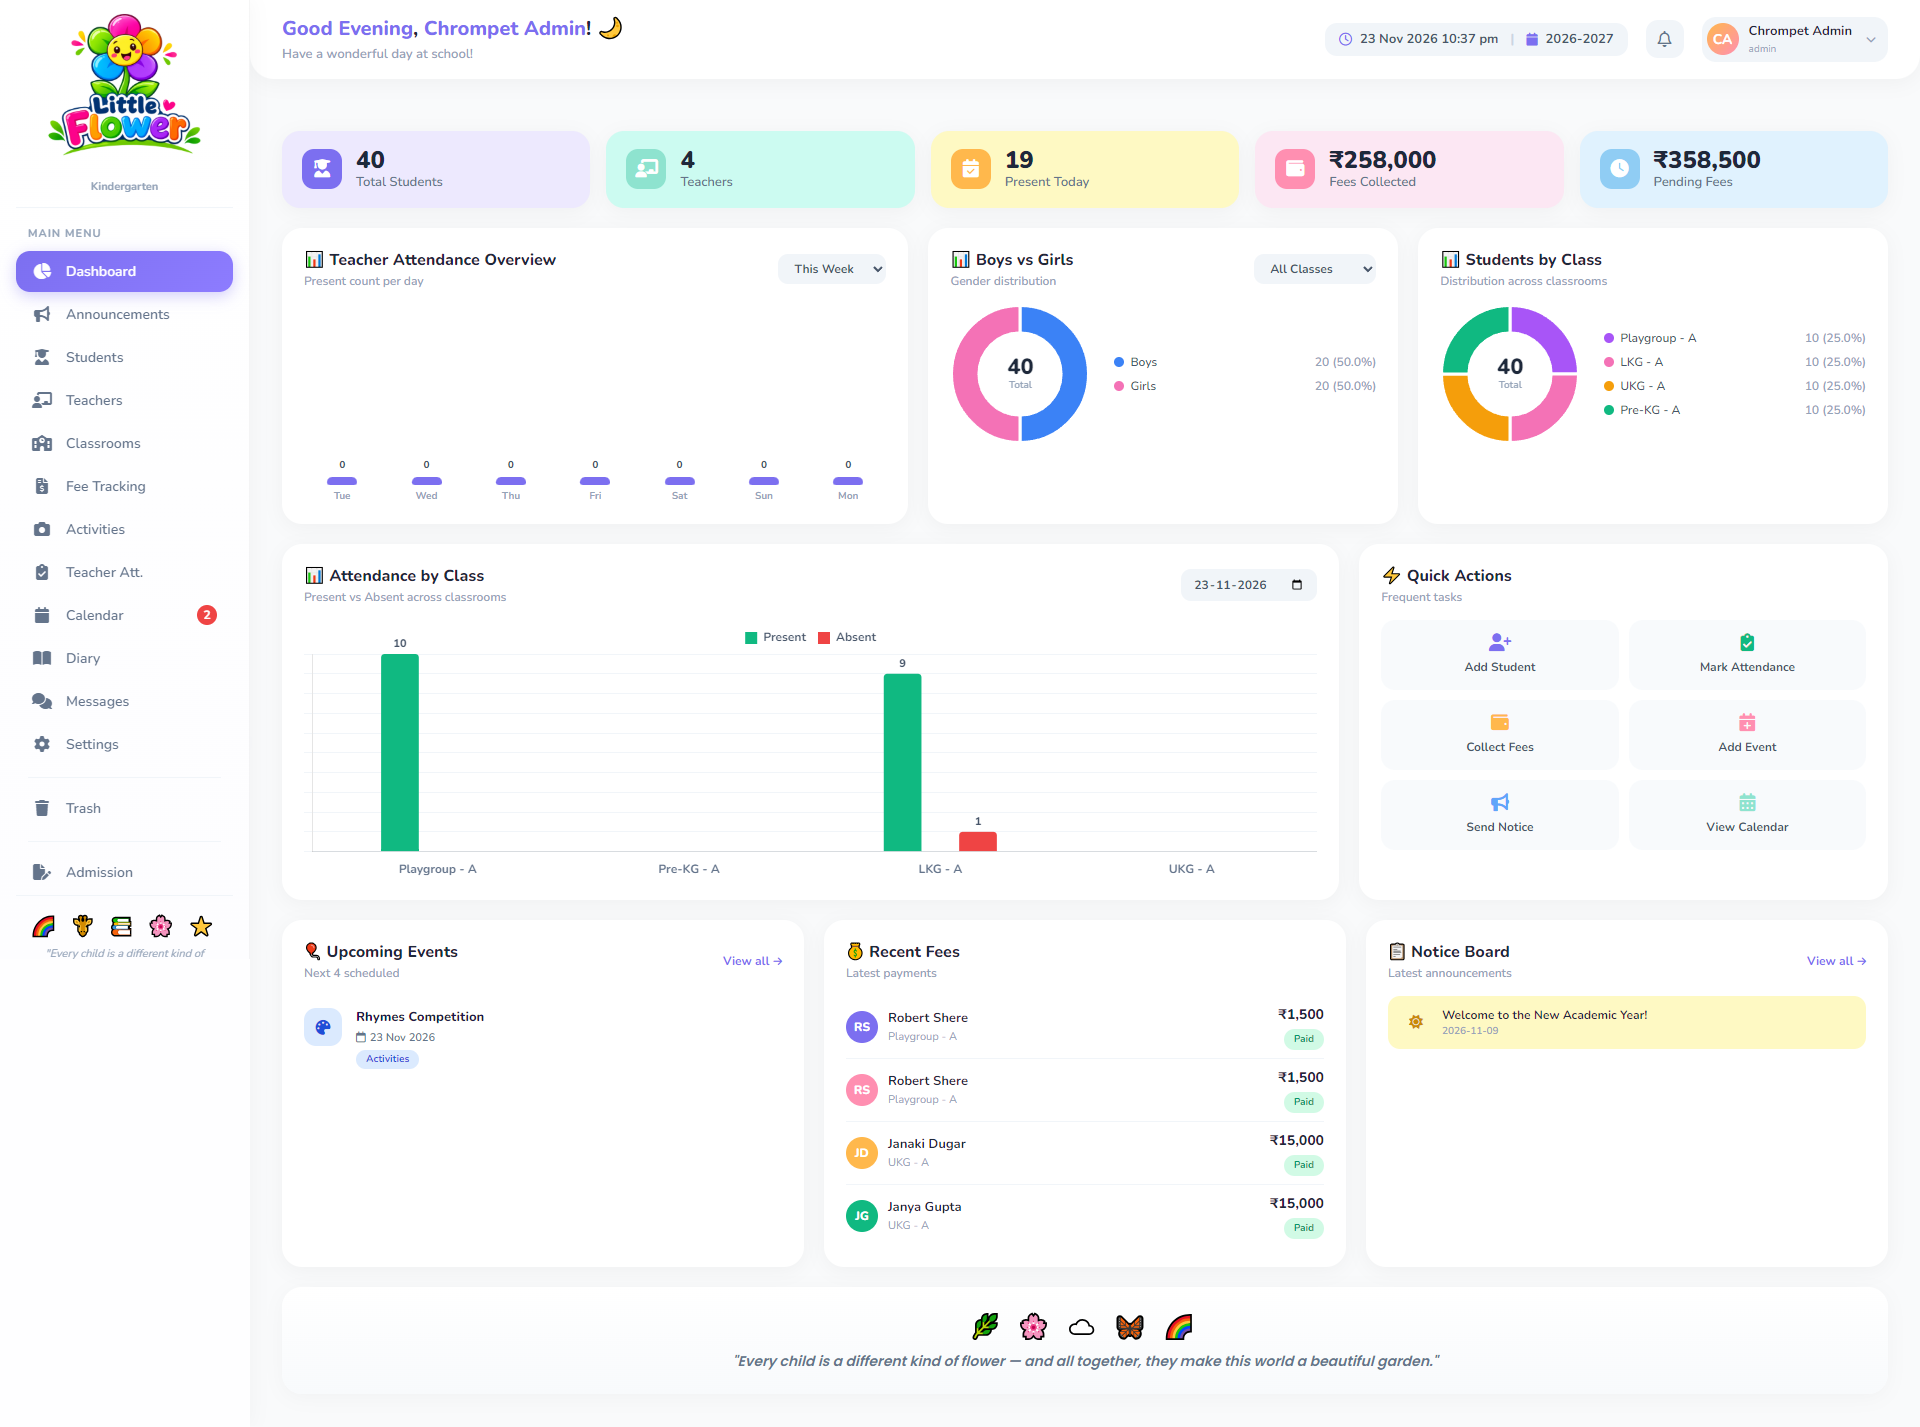 Little
Flower
Kindergarten
MAIN MENU
Dashboard
Announcements
Students
Teachers
Classrooms
Fee Tracking
Activities
Teacher Att.
Calendar
2
Diary
Messages
Settings
Trash
Admission
"Every child is a different kind of
Good Evening, Chrompet Admin!
Have a wonderful day at school!
23 Nov 2026 10:37 pm | 2026-2027
CA
Chrompet Admin
admin
40
Total Students
4
Teachers
19
Present Today
₹258,000
Fees Collected
₹358,500
Pending Fees
Teacher Attendance Overview
Present count per day
This Week
0 0 0 0 0 0 0
Tue Wed Thu Fri Sat Sun Mon
Boys vs Girls
Gender distribution
All Classes
40
Total
Boys 20 (50.0%)
Girls 20 (50.0%)
Students by Class
Distribution across classrooms
40
Total
Playgroup - A 10 (25.0%)
LKG - A 10 (25.0%)
UKG - A 10 (25.0%)
Pre-KG - A 10 (25.0%)
Attendance by Class
Present vs Absent across classrooms
23-11-2026
Present Absent
10
9
1
Playgroup - A Pre-KG - A LKG - A UKG - A
Quick Actions
Frequent tasks
Add Student
Mark Attendance
Collect Fees
Add Event
Send Notice
View Calendar
Upcoming Events
Next 4 scheduled
View all →
Rhymes Competition
23 Nov 2026
Activities
Recent Fees
Latest payments
RS
Robert Shere
Playgroup - A
₹1,500
Paid
RS
Robert Shere
Playgroup - A
₹1,500
Paid
JD
Janaki Dugar
UKG - A
₹15,000
Paid
JG
Janya Gupta
UKG - A
₹15,000
Paid
Notice Board
Latest announcements
View all →
Welcome to the New Academic Year!
2026-11-09
"Every child is a different kind of flower — and all together, they make this world a beautiful garden."